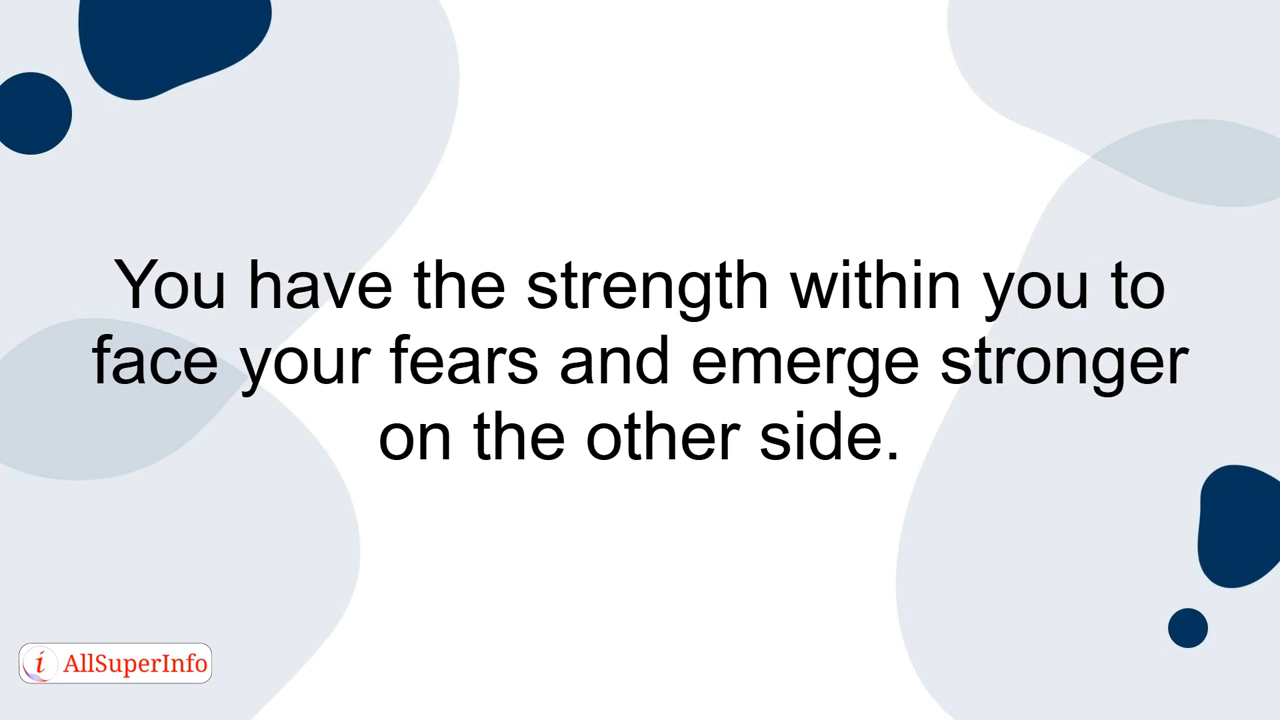 You have the strength within you to
face your fears and emerge stronger
on the other side.
i AllSuperInfo